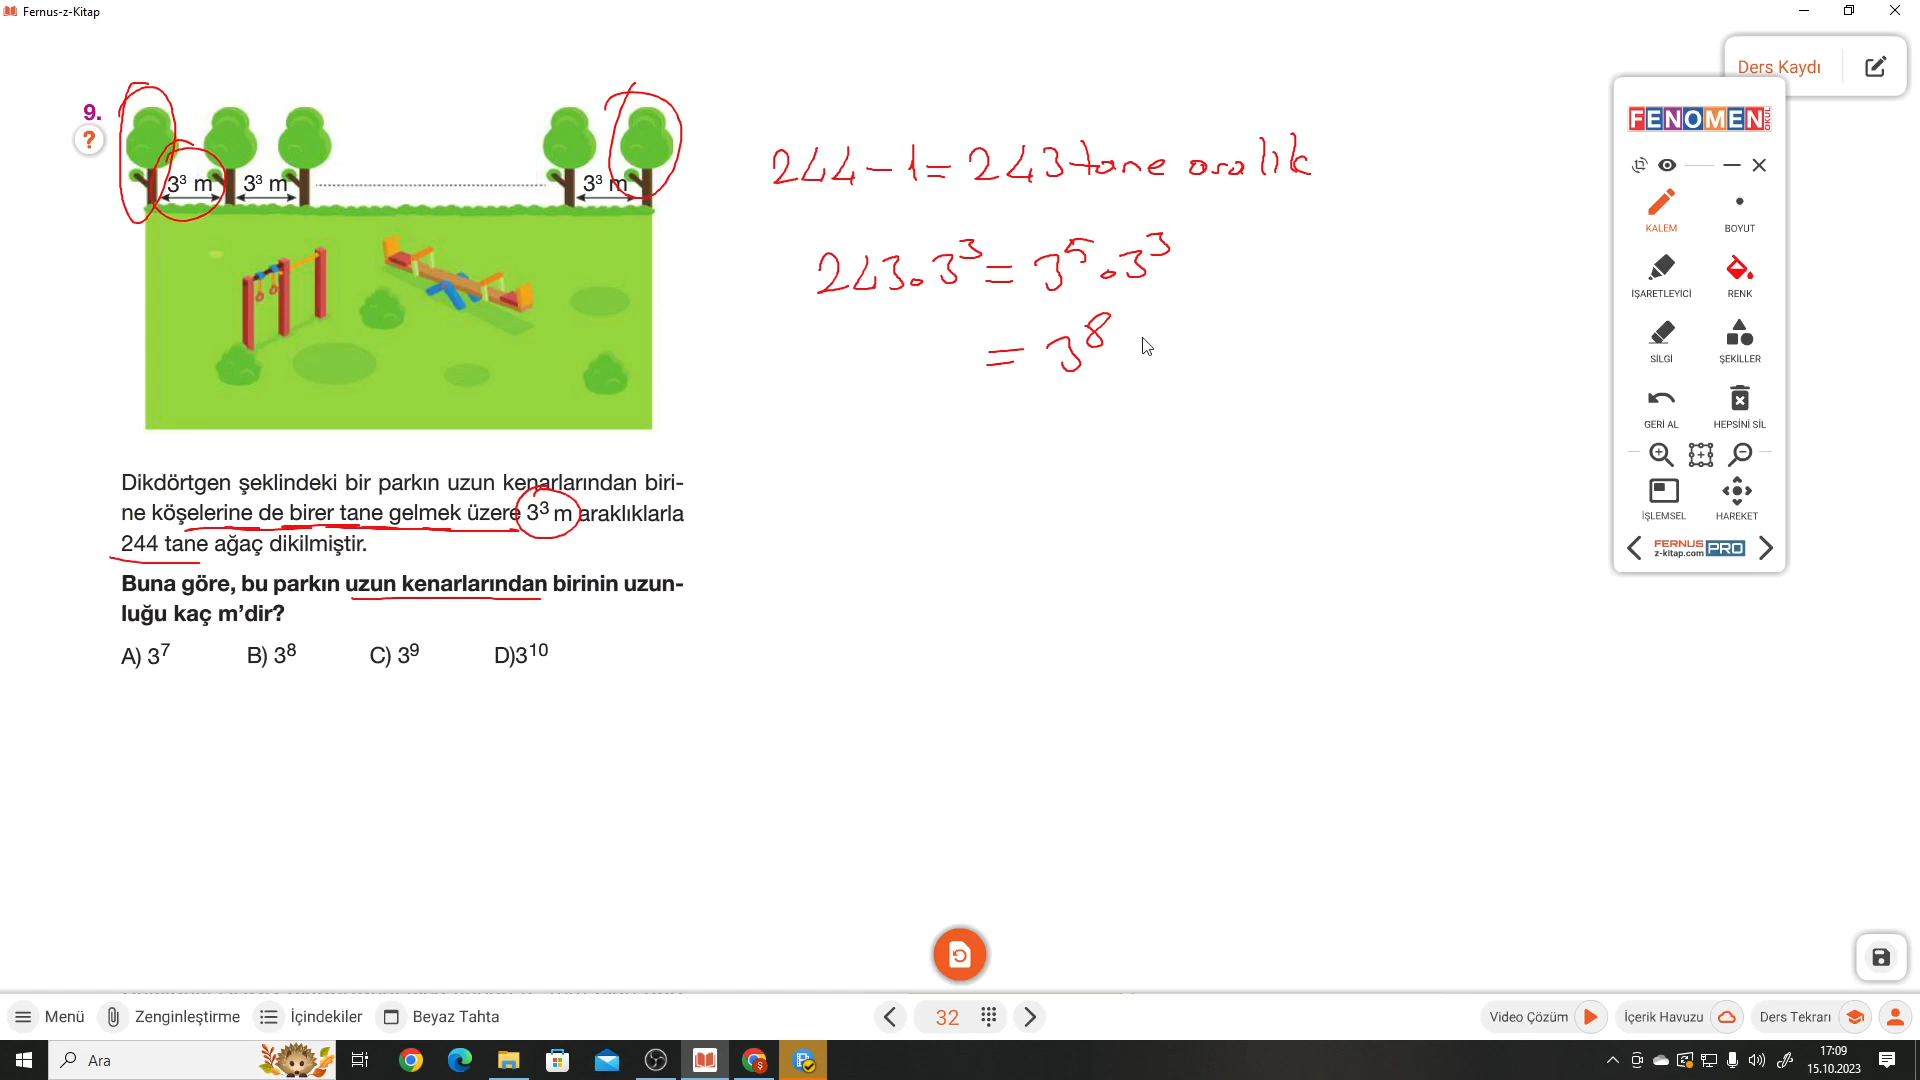 Fernus-z-Kitap
Ders Kaydı
9.
?
3³ m
3³ m
3³ m
244-1=243 tane aralık
243.3³=3⁵.3³
=3⁸
Dikdörtgen şeklindeki bir parkın uzun kenarlarından biri-
ne köşelerine de birer tane gelmek üzere 3³ m araklıklarla
244 tane ağaç dikilmiştir.
Buna göre, bu parkın uzun kenarlarından birinin uzun-
luğu kaç m’dir?
A) 3⁷ B) 3⁸ C) 3⁹ D)3¹⁰
FENOMEN OKUL
KALEM BOYUT
İŞARETLEYİCİ RENK
SİLGİ ŞEKİLLER
GERİ AL HEPSİNİ SİL
İŞLEMSEL HAREKET
FERNUS
z-kitap.com PRO
Menü Zenginleştirme İçindekiler Beyaz Tahta 32 Video Çözüm İçerik Havuzu Ders Tekrarı
Ara
17:09
15.10.2023